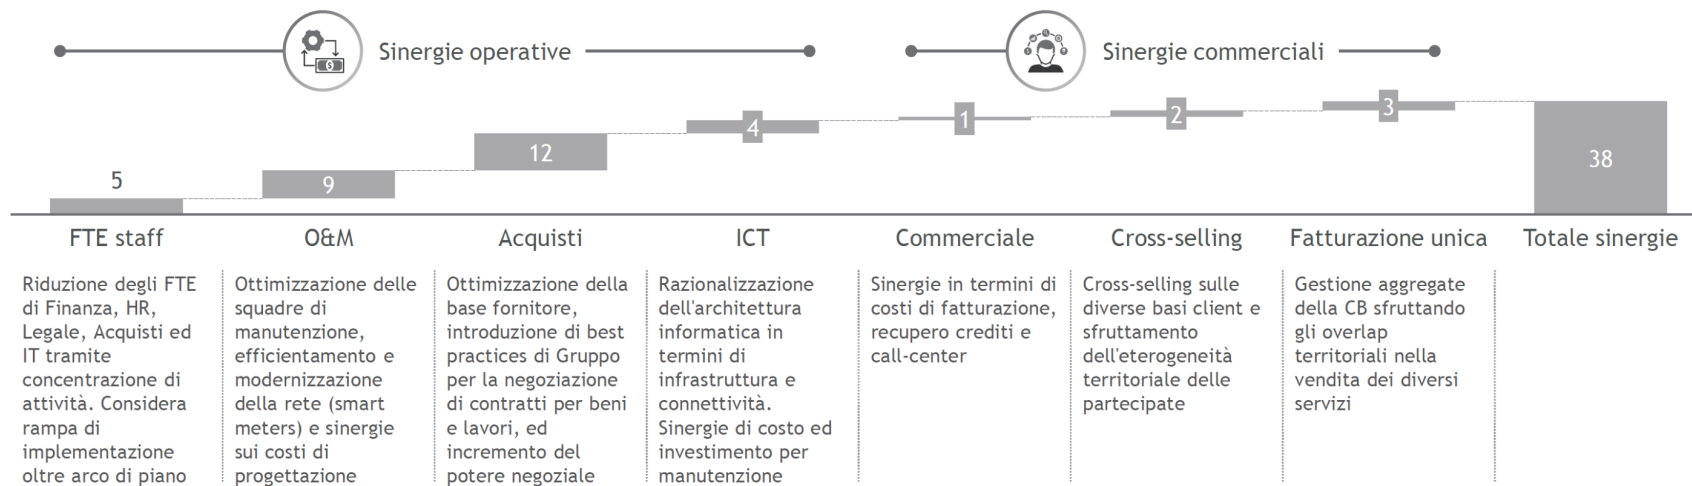 Sinergie operative
Sinergie commerciali
5
9
12
4
1
2
3
38
FTE staff
O&M
Acquisti
ICT
Commerciale
Cross-selling
Fatturazione unica
Totale sinergie
Riduzione degli FTE
di Finanza, HR,
Legale, Acquisti ed
IT tramite
concentrazione di
attività. Considera
rampa di
implementazione
oltre arco di piano
Ottimizzazione delle
squadre di
manutenzione,
efficientamento e
modernizzazione
della rete (smart
meters) e sinergie
sui costi di
progettazione
Ottimizzazione della
base fornitore,
introduzione di best
practices di Gruppo
per la negoziazione
di contratti per beni
e lavori, ed
incremento del
potere negoziale
Razionalizzazione
dell'architettura
informatica in
termini di
infrastruttura e
connettività.
Sinergie di costo ed
investimento per
manutenzione
Sinergie in termini di
costi di fatturazione,
recupero crediti e
call-center
Cross-selling sulle
diverse basi client e
sfruttamento
dell'eterogeneità
territoriale delle
partecipate
Gestione aggregate
della CB sfruttando
gli overlap
territoriali nella
vendita dei diversi
servizi